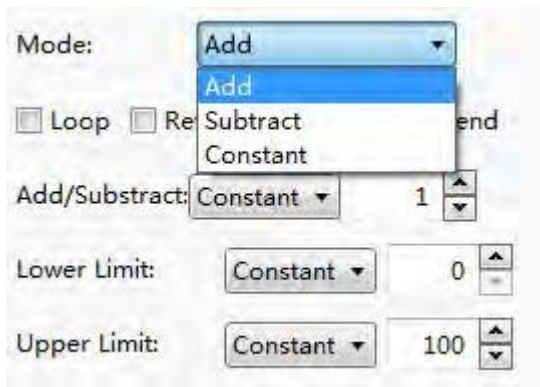 Mode: Add
Add
Loop Re Subtract end
Constant
Add/Substract: Constant 1
Lower Limit: Constant 0
Upper Limit: Constant 100